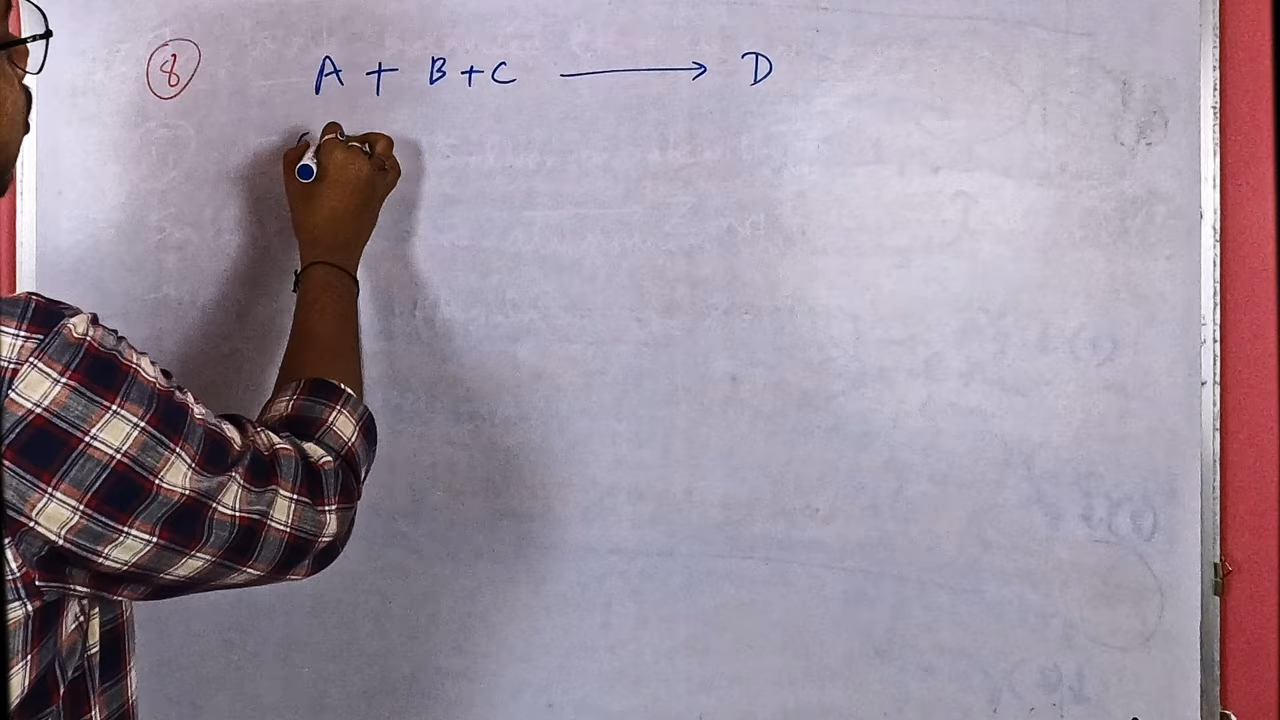 ⑧ A + B + C ⟶ D